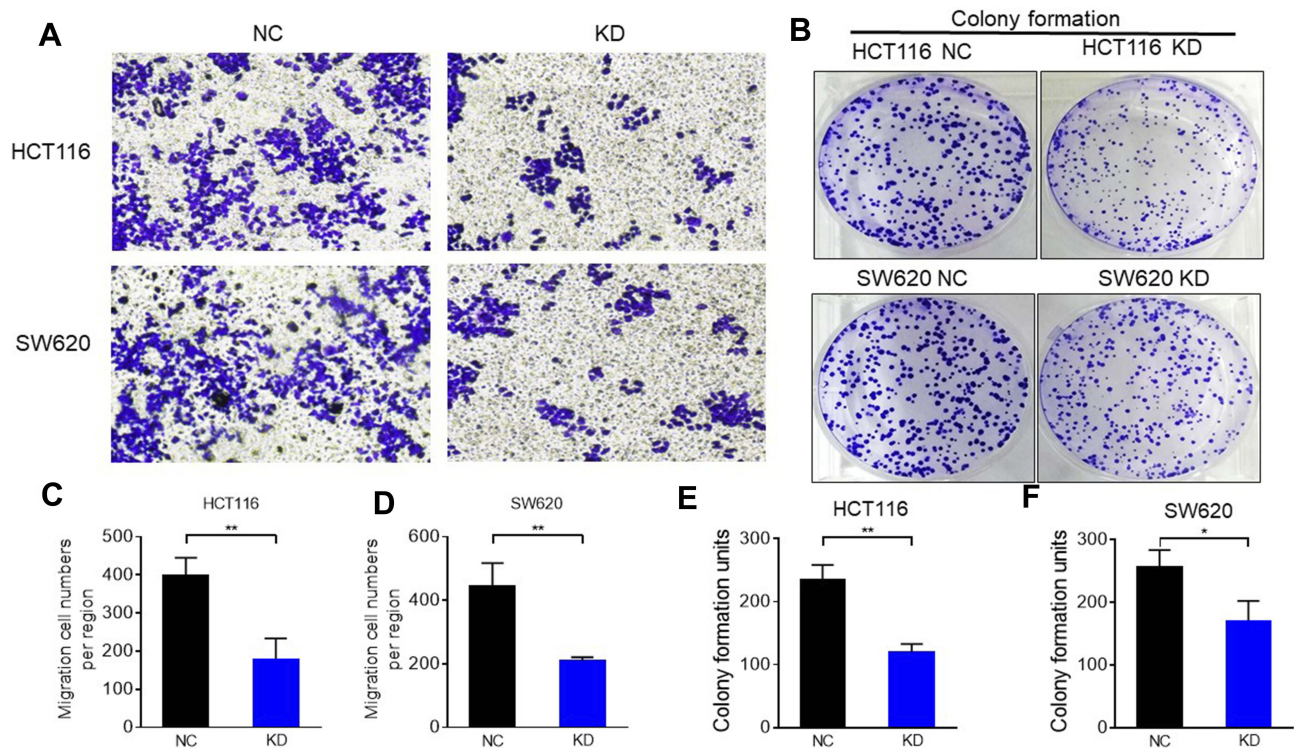 A
NC
KD
HCT116
SW620
B
Colony formation
HCT116 NC
HCT116 KD
SW620 NC
SW620 KD
C
HCT116
**
Migration cell numbers
per region
500
400
300
200
100
0
NC
KD
D
SW620
**
Migration cell numbers
per region
600
400
200
0
NC
KD
E
HCT116
**
Colony formation units
300
200
100
0
NC
KD
F
SW620
*
Colony formation units
300
200
100
0
NC
KD